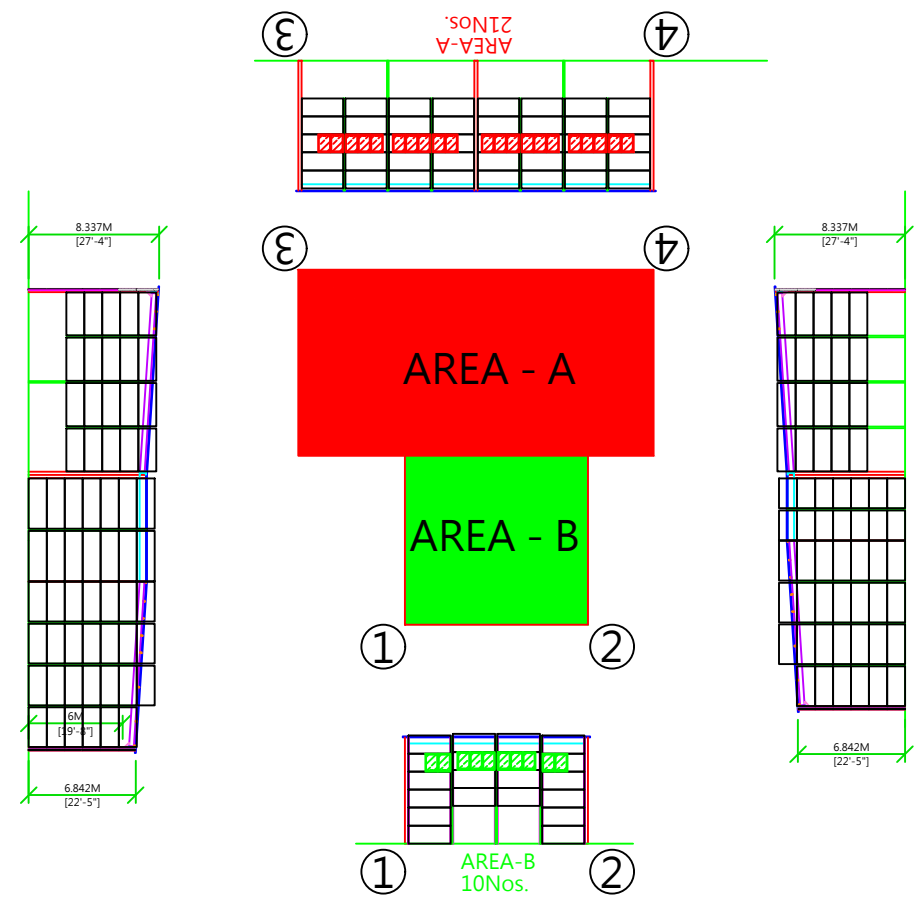 3
4
AREA-A
21Nos.
3
4
8.337M
[27'-4"]
8.337M
[27'-4"]
AREA - A
AREA - B
1
2
6M
[19'-8"]
6.842M
[22'-5"]
6.842M
[22'-5"]
1
2
AREA-B
10Nos.